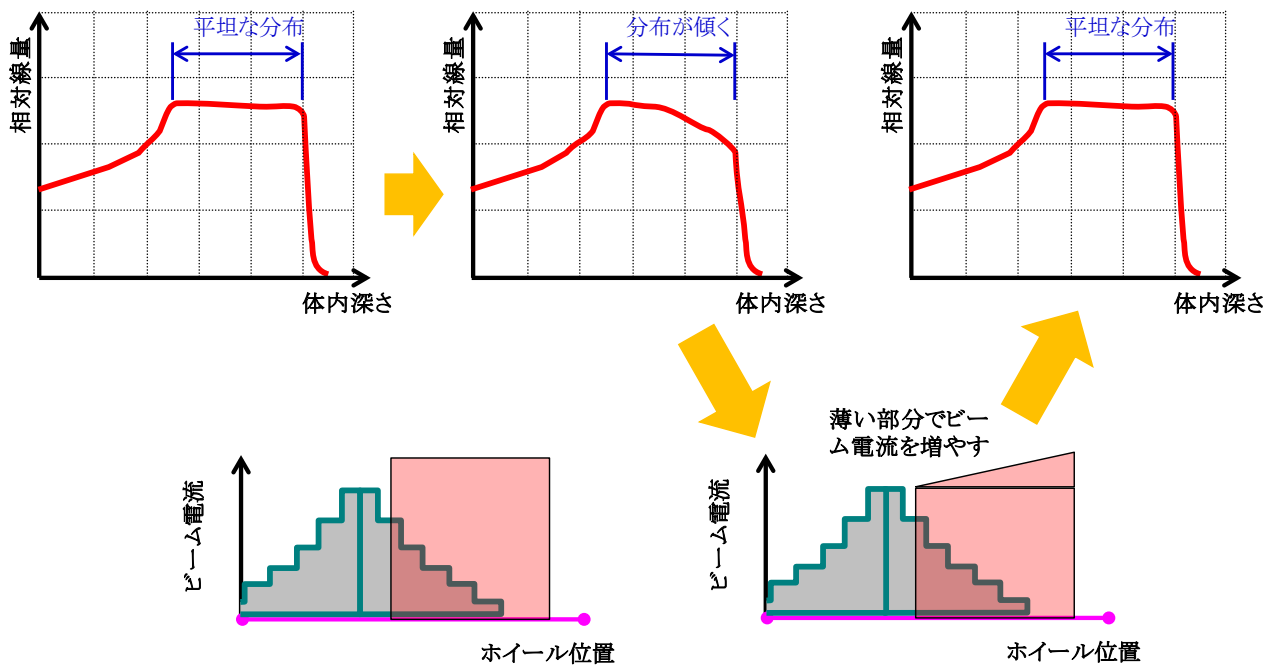 平坦な分布
相対線量
体内深さ
分布が傾く
相対線量
体内深さ
平坦な分布
相対線量
体内深さ
ビーム電流
ホイール位置
薄い部分でビー
ム電流を増やす
ビーム電流
ホイール位置